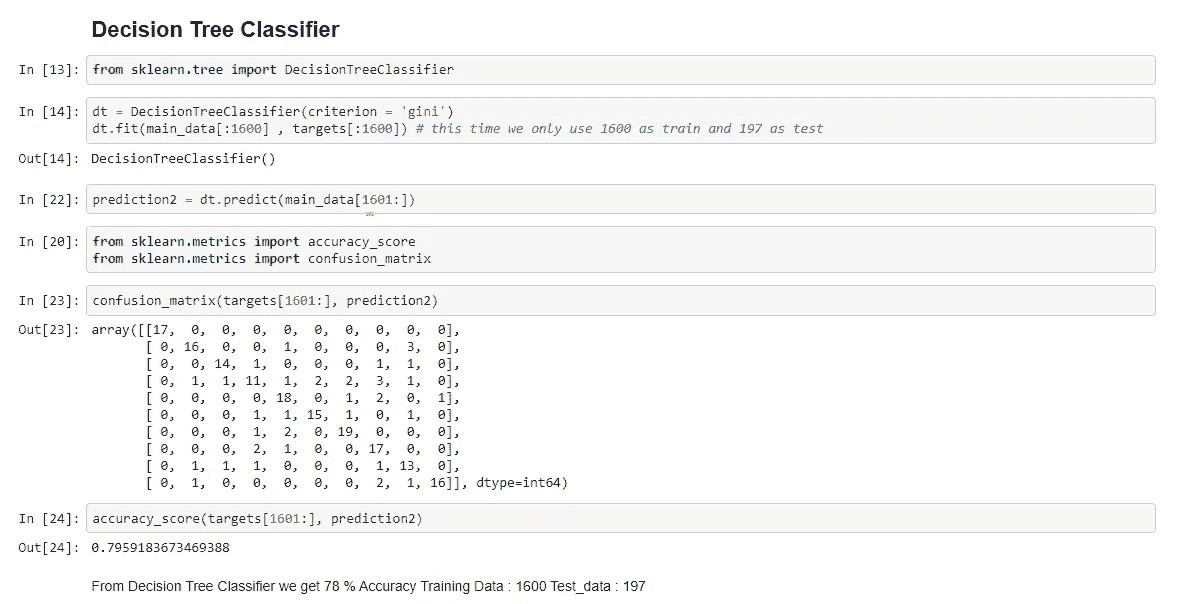 Decision Tree Classifier
In [13]: from sklearn.tree import DecisionTreeClassifier
In [14]: dt = DecisionTreeClassifier(criterion = 'gini')
dt.fit(main_data[:1600] , targets[:1600]) # this time we only use 1600 as train and 197 as test
Out[14]: DecisionTreeClassifier()
In [22]: prediction2 = dt.predict(main_data[1601:])
In [20]: from sklearn.metrics import accuracy_score
from sklearn.metrics import confusion_matrix
In [23]: confusion_matrix(targets[1601:], prediction2)
Out[23]: array([[17, 0, 0, 0, 0, 0, 0, 0, 0, 0],
[ 0, 16, 0, 0, 1, 0, 0, 0, 3, 0],
[ 0, 0, 14, 1, 0, 0, 0, 1, 1, 0],
[ 0, 1, 1, 11, 1, 2, 2, 3, 1, 0],
[ 0, 0, 0, 0, 18, 0, 1, 2, 0, 1],
[ 0, 0, 0, 1, 1, 15, 1, 0, 1, 0],
[ 0, 0, 0, 1, 2, 0, 19, 0, 0, 0],
[ 0, 0, 0, 2, 1, 0, 0, 17, 0, 0],
[ 0, 1, 1, 1, 0, 0, 0, 1, 13, 0],
[ 0, 1, 0, 0, 0, 0, 0, 2, 1, 16]], dtype=int64)
In [24]: accuracy_score(targets[1601:], prediction2)
Out[24]: 0.7959183673469388
From Decision Tree Classifier we get 78 % Accuracy Training Data : 1600 Test_data : 197